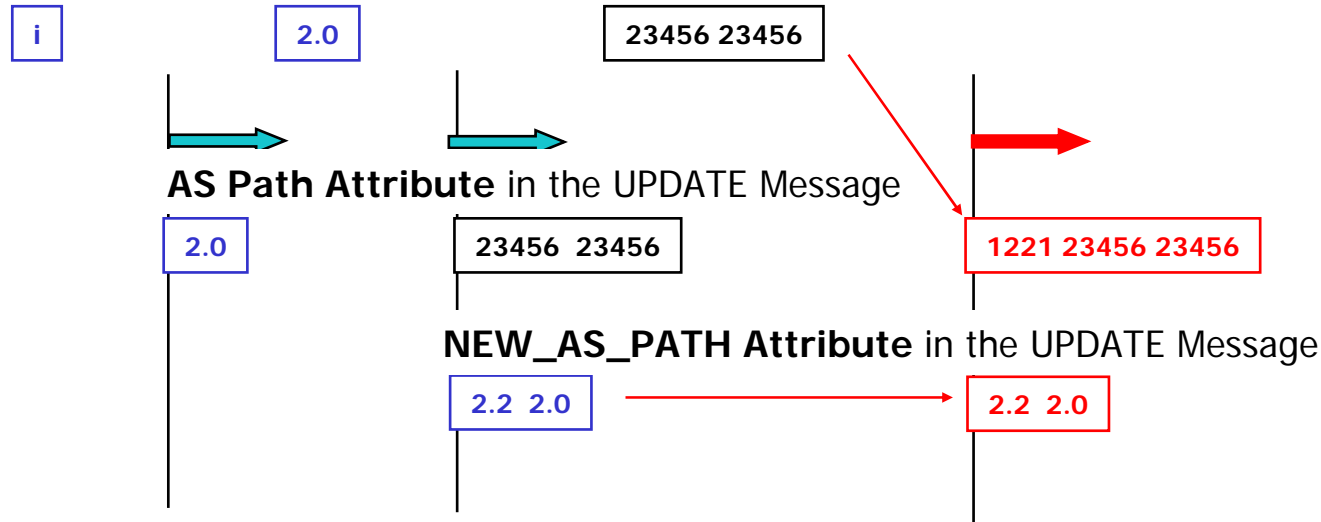 i 2.0 23456 23456
AS Path Attribute in the UPDATE Message
2.0 23456 23456 1221 23456 23456
NEW_AS_PATH Attribute in the UPDATE Message
2.2 2.0 2.2 2.0